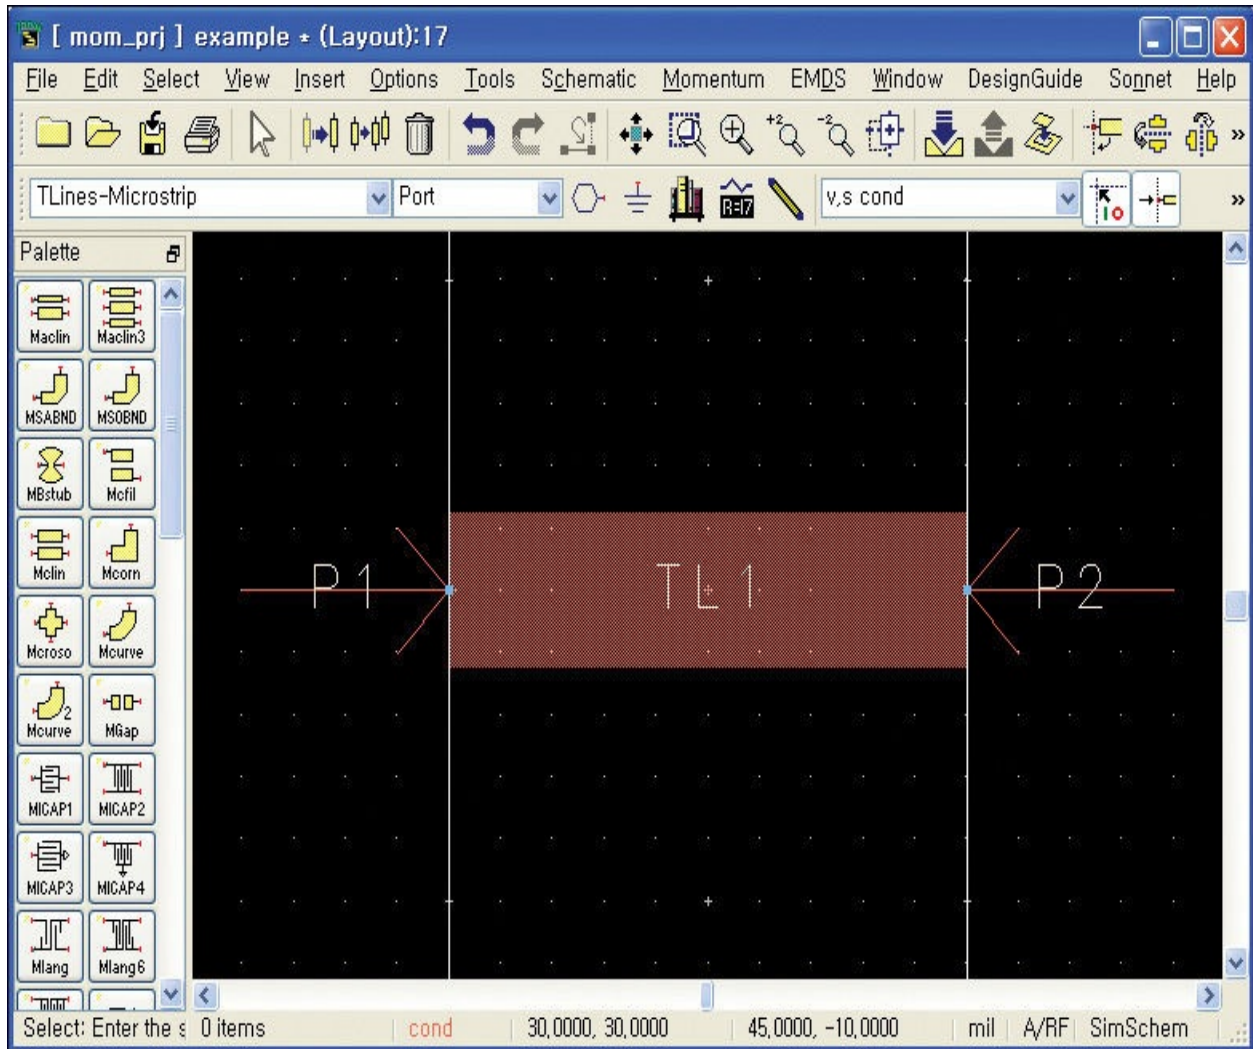 [ mom_prj ] example * (Layout):17
File Edit Select View Insert Options Tools Schematic Momentum EMDS Window DesignGuide Sonnet Help
+2 -2 »
TLines-Microstrip Port R=17 v,s cond »
Palette
Maclin Maclin3
MSABND MSOBND
MBstub Mcfil
Mclin Mcorn
Mcroso Mcurve
Mcurve MGap
MICAP1 MICAP2
MICAP3 MICAP4
Mlang Mlang6
P1 TL1 P2
Select: Enter the s 0 items cond 30,0000, 30,0000 45,0000, -10,0000 mil A/RF SimSchem